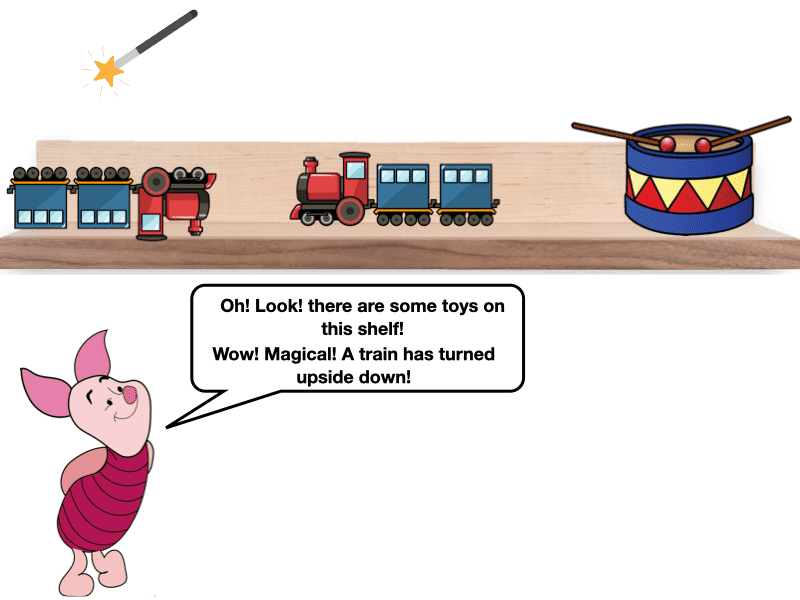 Oh! Look! there are some toys on
this shelf!
Wow! Magical! A train has turned
upside down!